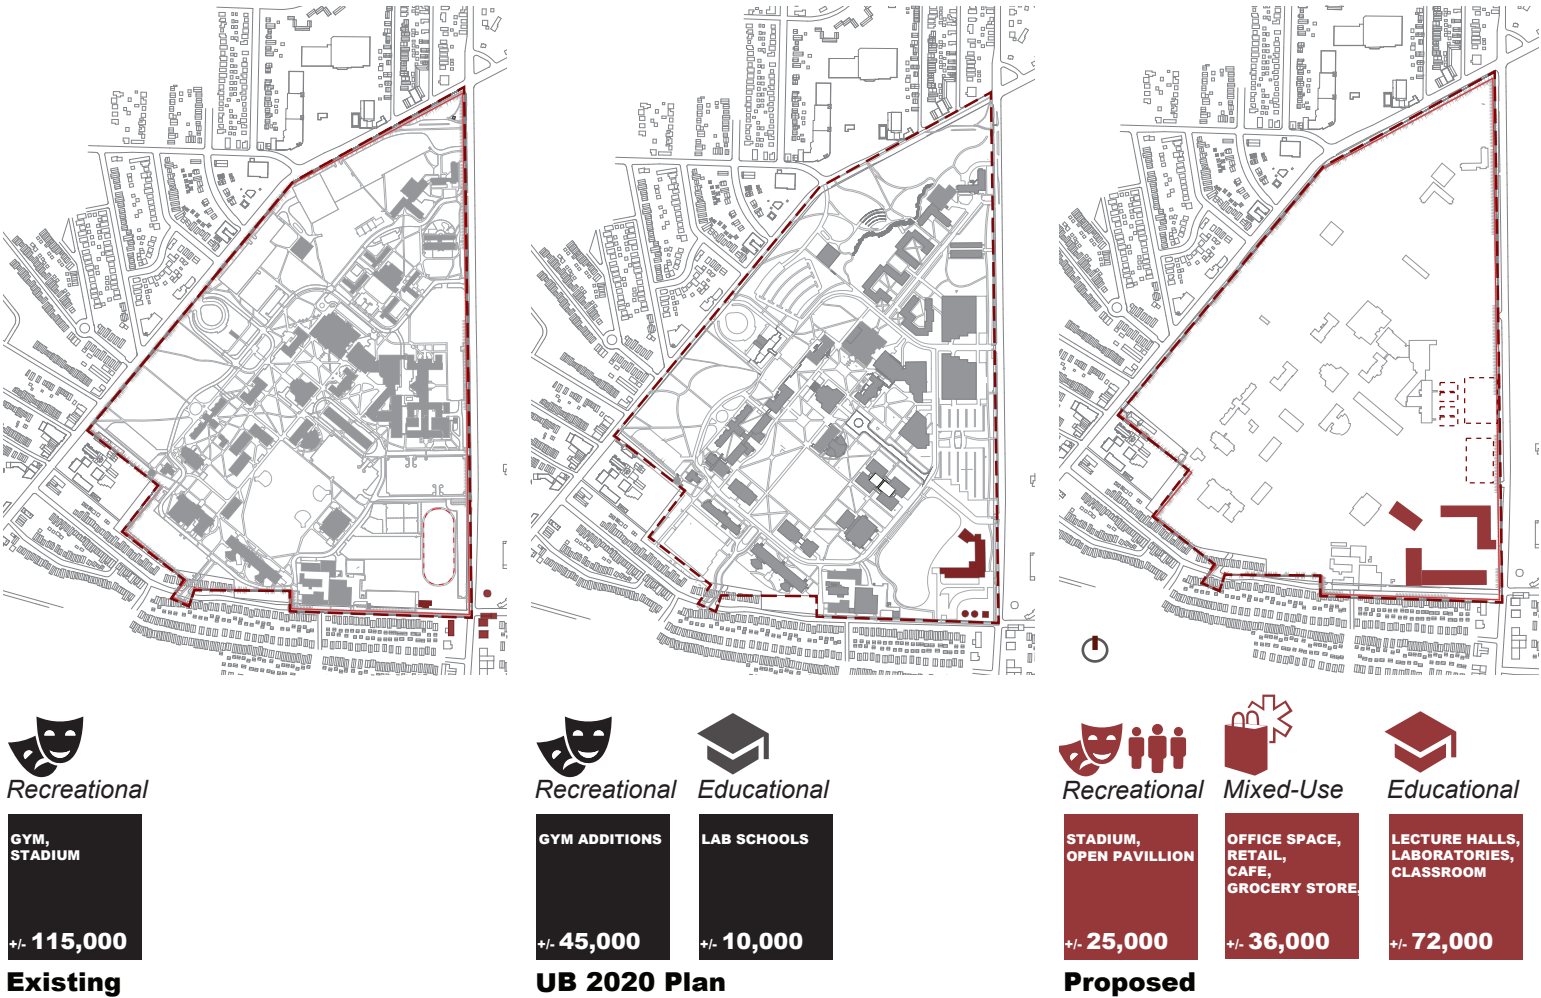 Recreational
GYM,
STADIUM
+/- 115,000
Existing
Recreational
GYM ADDITIONS
+/- 45,000
Educational
LAB SCHOOLS
+/- 10,000
UB 2020 Plan
Recreational
STADIUM,
OPEN PAVILLION
+/- 25,000
Mixed-Use
OFFICE SPACE,
RETAIL,
CAFE,
GROCERY STORE,
+/- 36,000
Educational
LECTURE HALLS,
LABORATORIES,
CLASSROOM
+/- 72,000
Proposed